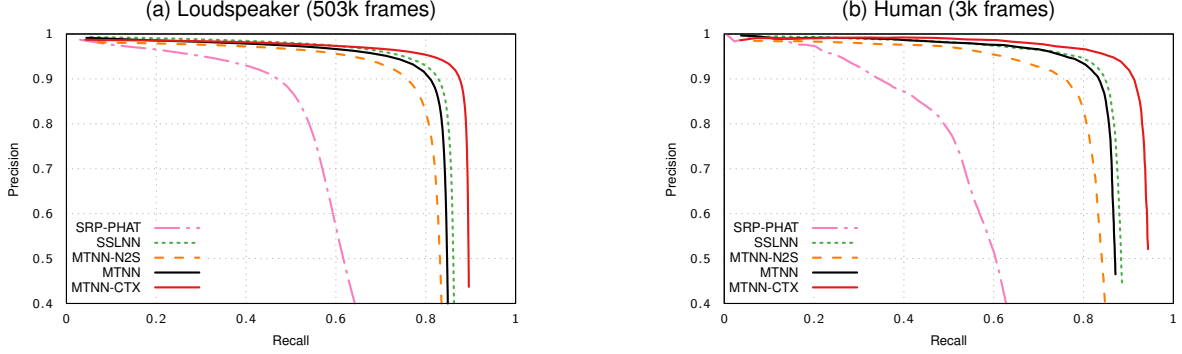 (a) Loudspeaker (503k frames)
1
0.9
0.8
0.7
0.6
0.5
0.4
Precision
SRP-PHAT
SSLNN
MTNN-N2S
MTNN
MTNN-CTX
0
0.2
0.4
0.6
0.8
1
Recall
(b) Human (3k frames)
1
0.9
0.8
0.7
0.6
0.5
0.4
Precision
SRP-PHAT
SSLNN
MTNN-N2S
MTNN
MTNN-CTX
0
0.2
0.4
0.6
0.8
1
Recall